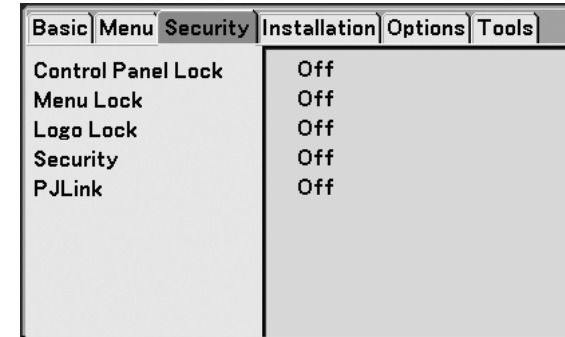 Basic Menu Security Installation Options Tools
Control Panel Lock Off
Menu Lock Off
Logo Lock Off
Security Off
PJLink Off